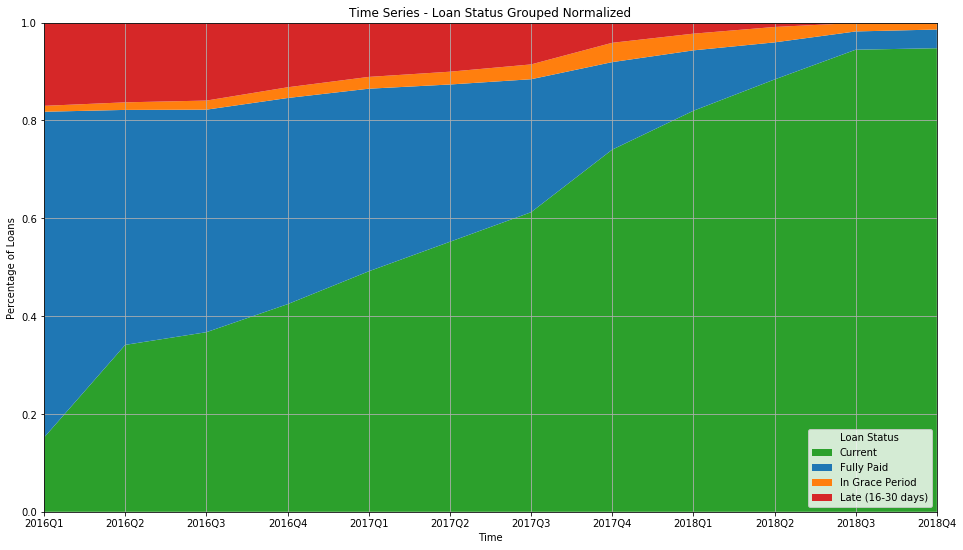 Time Series - Loan Status Grouped Normalized
1.0
0.8
0.6
0.4
0.2
0.0
Percentage of Loans
Loan Status
Current
Fully Paid
In Grace Period
Late (16-30 days)
2016Q1 2016Q2 2016Q3 2016Q4 2017Q1 2017Q2 2017Q3 2017Q4 2018Q1 2018Q2 2018Q3 2018Q4
Time